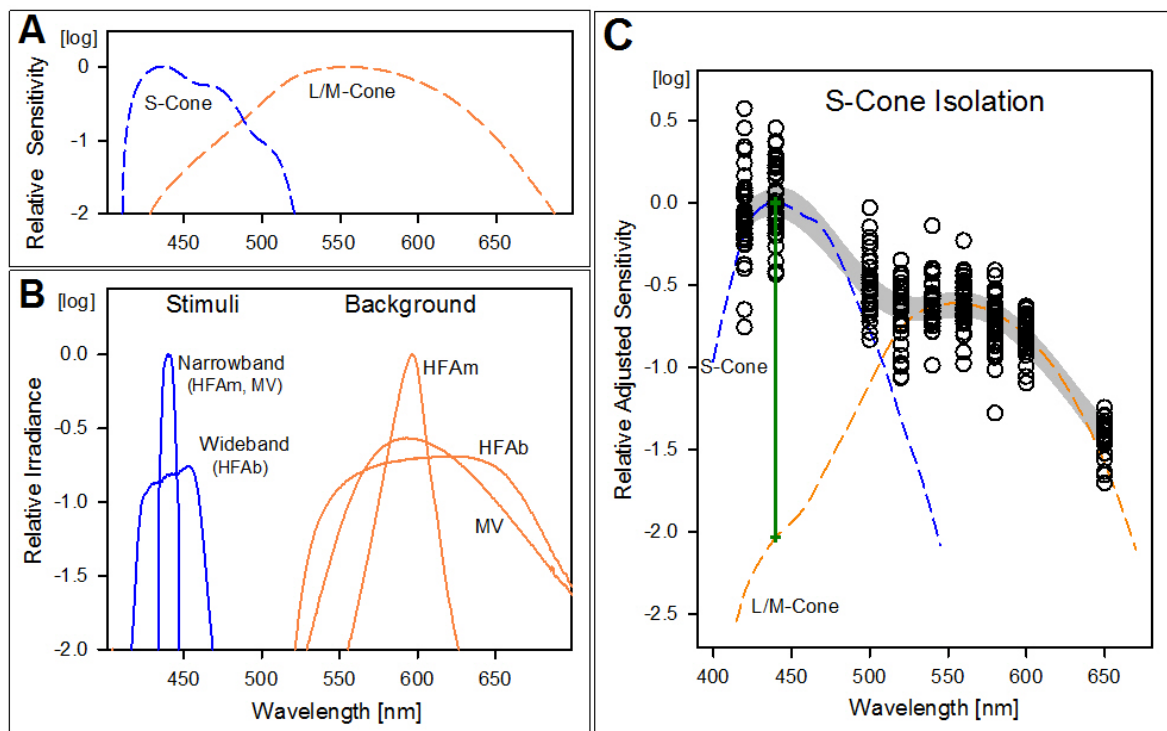 A
[log]
Relative Sensitivity
0
-1
-2
S-Cone
L/M-Cone
450
500
550
600
650
B
[log]
Stimuli
Background
Relative Irradiance
0.0
-0.5
-1.0
-1.5
-2.0
Narrowband
(HFAm, MV)
Wideband
(HFAb)
HFAm
HFAb
MV
450
500
550
600
650
Wavelength [nm]
C
[log]
S-Cone Isolation
Relative Adjusted Sensitivity
0.5
0.0
-0.5
-1.0
-1.5
-2.0
-2.5
S-Cone
L/M-Cone
400
450
500
550
600
650
Wavelength [nm]